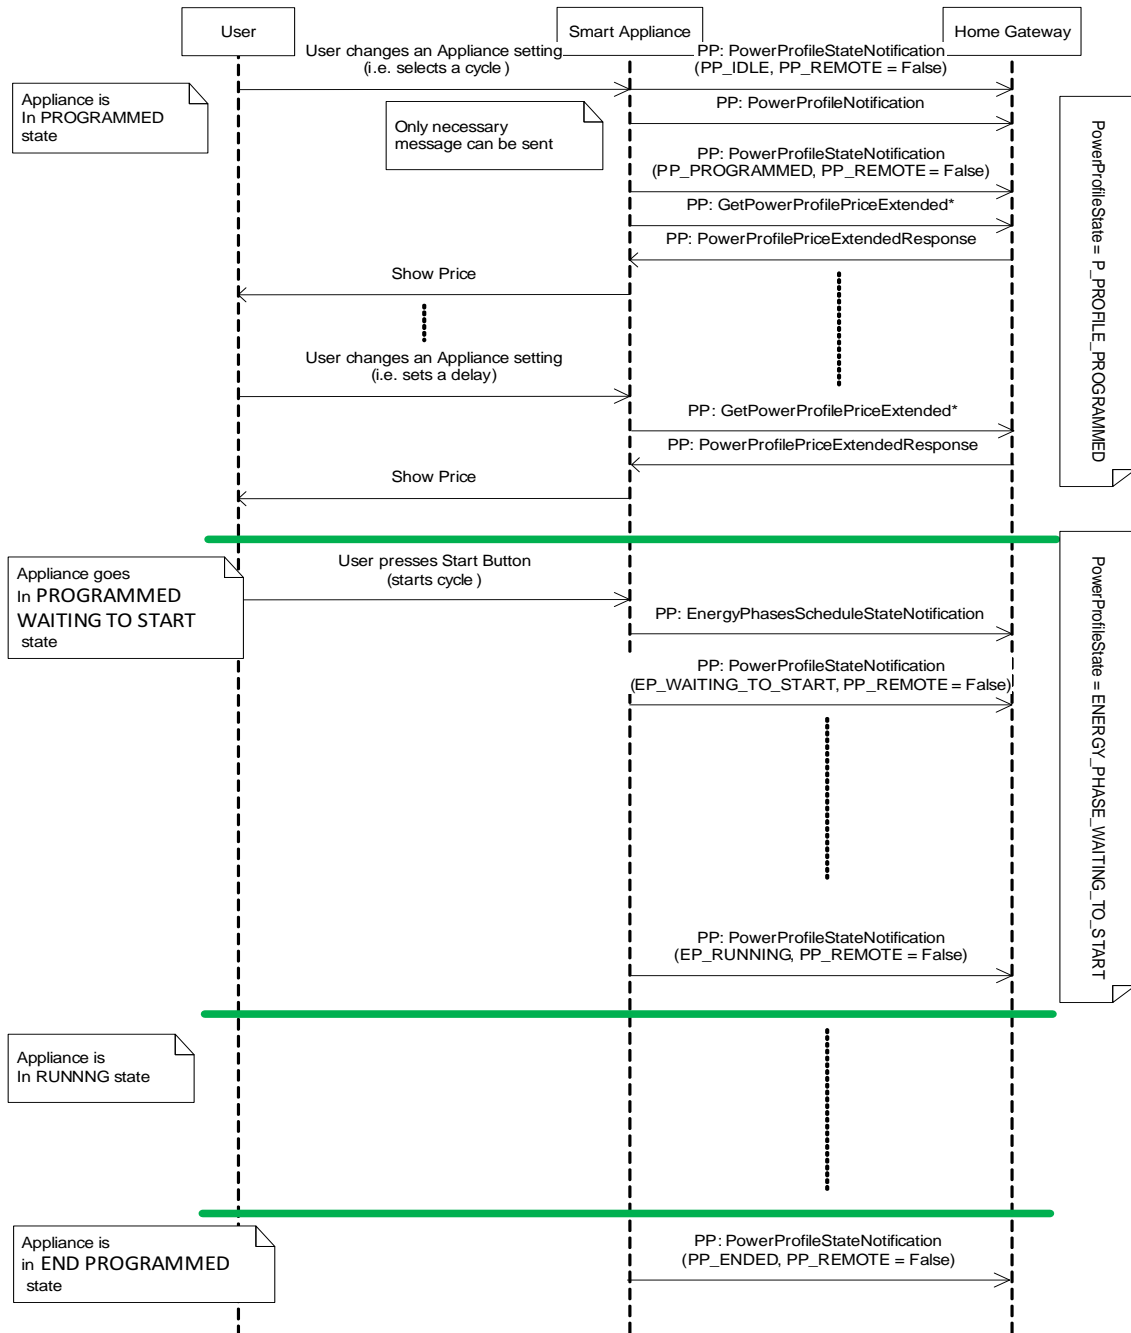 User
Smart Appliance
Home Gateway
User changes an Appliance setting
(i.e. selects a cycle )
PP: PowerProfileStateNotification
(PP_IDLE, PP_REMOTE = False)
Appliance is
In PROGRAMMED
state
Only necessary
message can be sent
PP: PowerProfileNotification
PP: PowerProfileStateNotification
(PP_PROGRAMMED, PP_REMOTE = False)
PP: GetPowerProfilePriceExtended*
PP: PowerProfilePriceExtendedResponse
Show Price
PowerProfileState = P_PROFILE_PROGRAMMED
User changes an Appliance setting
(i.e. sets a delay)
PP: GetPowerProfilePriceExtended*
PP: PowerProfilePriceExtendedResponse
Show Price
Appliance goes
In PROGRAMMED
WAITING TO START
state
User presses Start Button
(starts cycle )
PP: EnergyPhasesScheduleStateNotification
PP: PowerProfileStateNotification
(EP_WAITING_TO_START, PP_REMOTE = False)
PowerProfileState = ENERGY_PHASE_WAITING_TO_START
PP: PowerProfileStateNotification
(EP_RUNNING, PP_REMOTE = False)
Appliance is
In RUNNNG state
Appliance is
in END PROGRAMMED
state
PP: PowerProfileStateNotification
(PP_ENDED, PP_REMOTE = False)